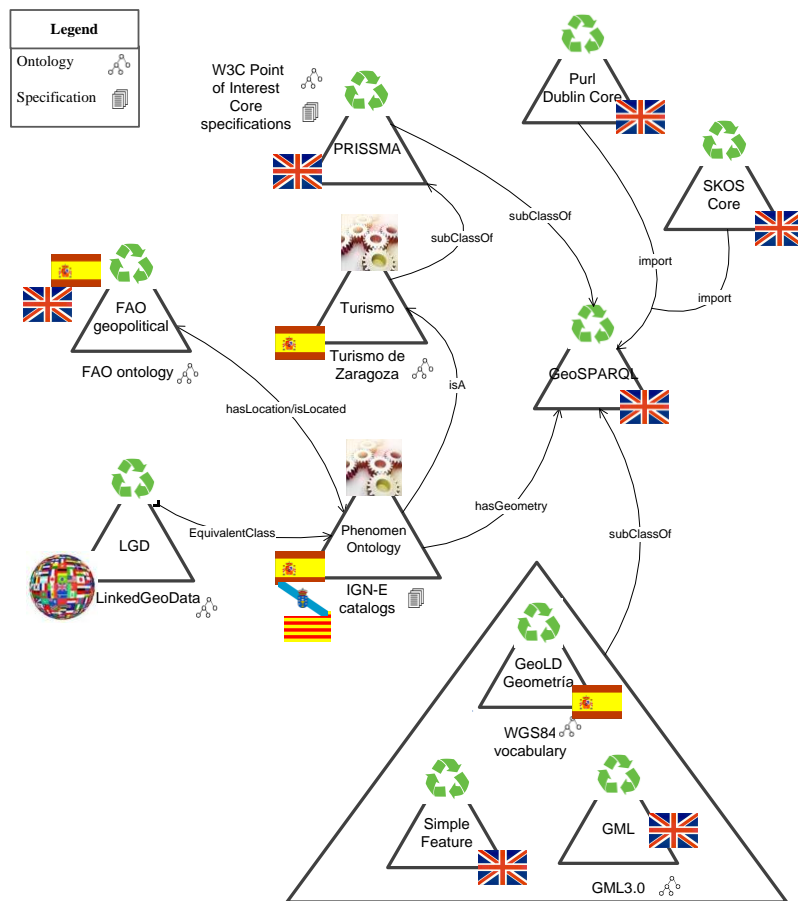 Legend
Ontology
Specification
W3C Point
of Interest
Core
specifications
PRISSMA
Purl
Dublin Core
SKOS
Core
subClassOf
subClassOf
import
import
FAO
geopolitical
FAO ontology
Turismo
Turismo de
Zaragoza
GeoSPARQL
isA
hasLocation/isLocated
hasGeometry
EquivalentClass
subClassOf
LGD
LinkedGeoData
Phenomen
Ontology
IGN-E
catalogs
GeoLD
Geometría
WGS84
vocabulary
Simple
Feature
GML
GML3.0